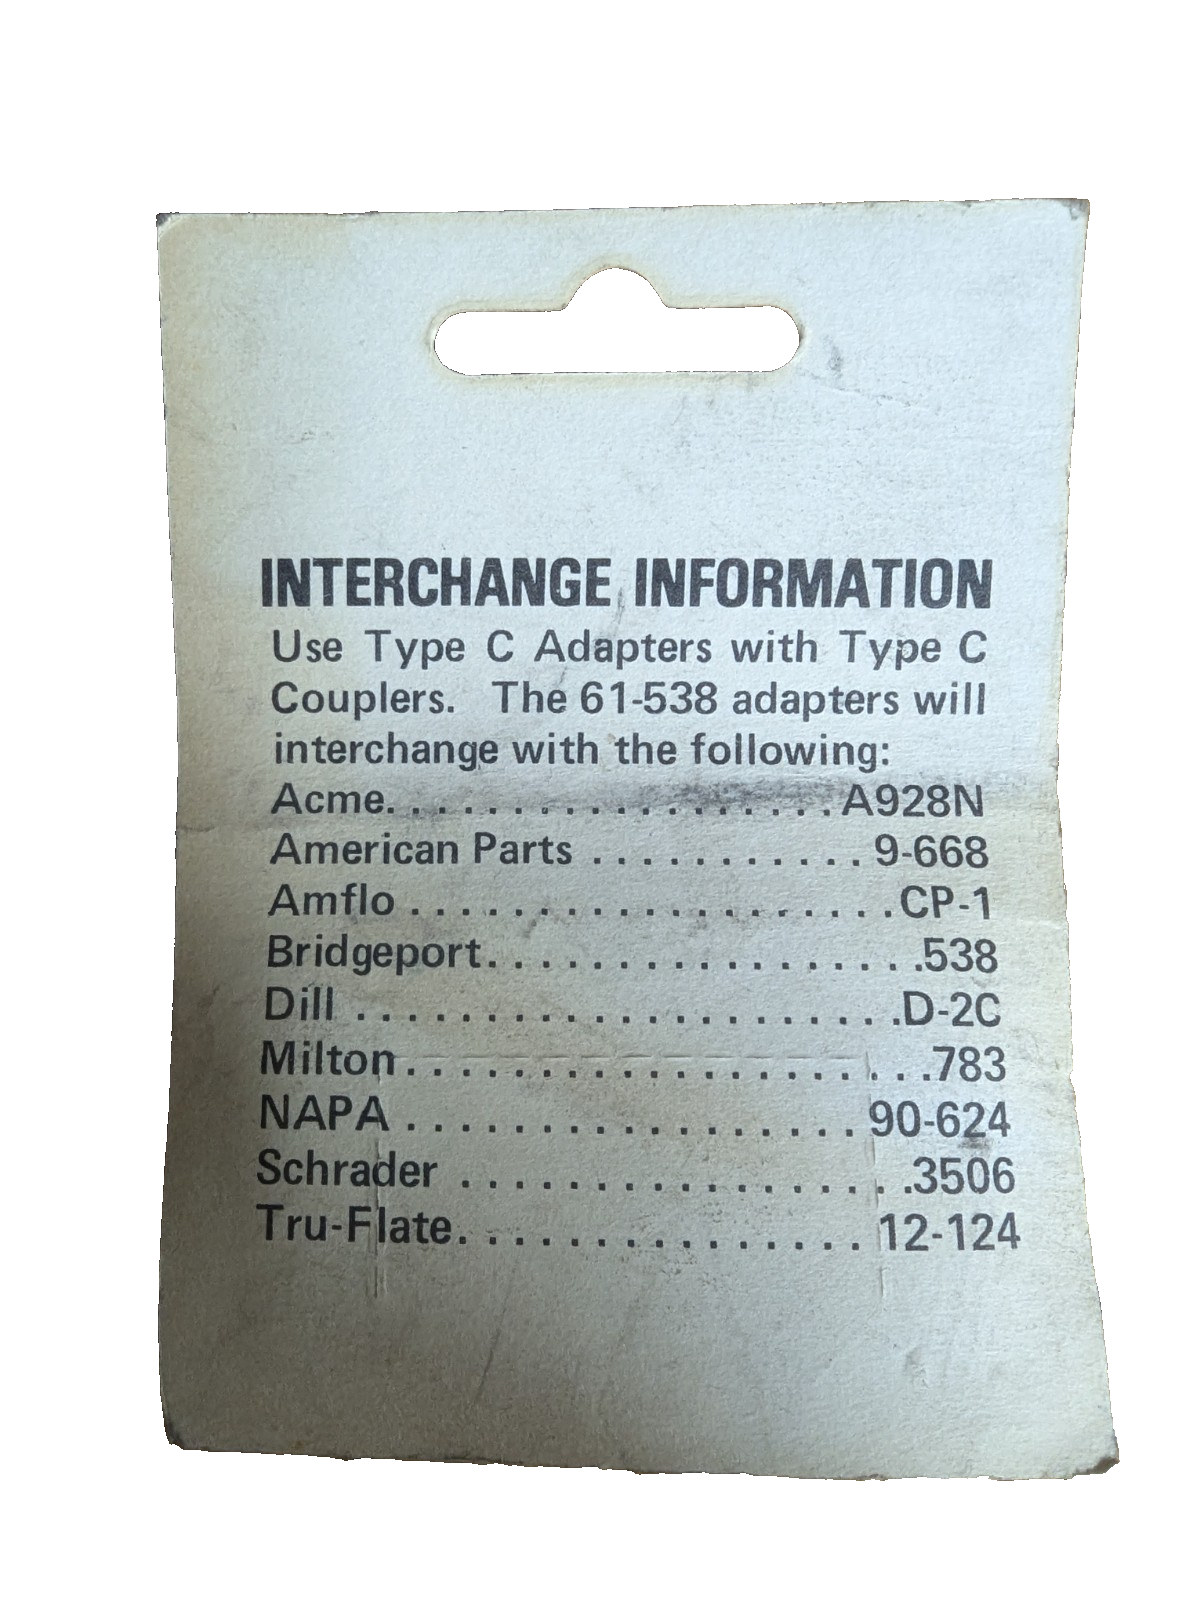 INTERCHANGE INFORMATION
Use Type C Adapters with Type C
Couplers. The 61-538 adapters will
interchange with the following:
Acme. . . . . . . . . . . . . . . . . .A928N
American Parts . . . . . . . . . . . 9-668
Amflo . . . . . . . . . . . . . . . . . . .CP-1
Bridgeport. . . . . . . . . . . . . . . . .538
Dill . . . . . . . . . . . . . . . . . . . . .D-2C
Milton. . . . . . . . . . . . . . . . . . . .783
NAPA . . . . . . . . . . . . . . . . . 90-624
Schrader . . . . . . . . . . . . . . . . .3506
Tru-Flate. . . . . . . . . . . . . . . 12-124